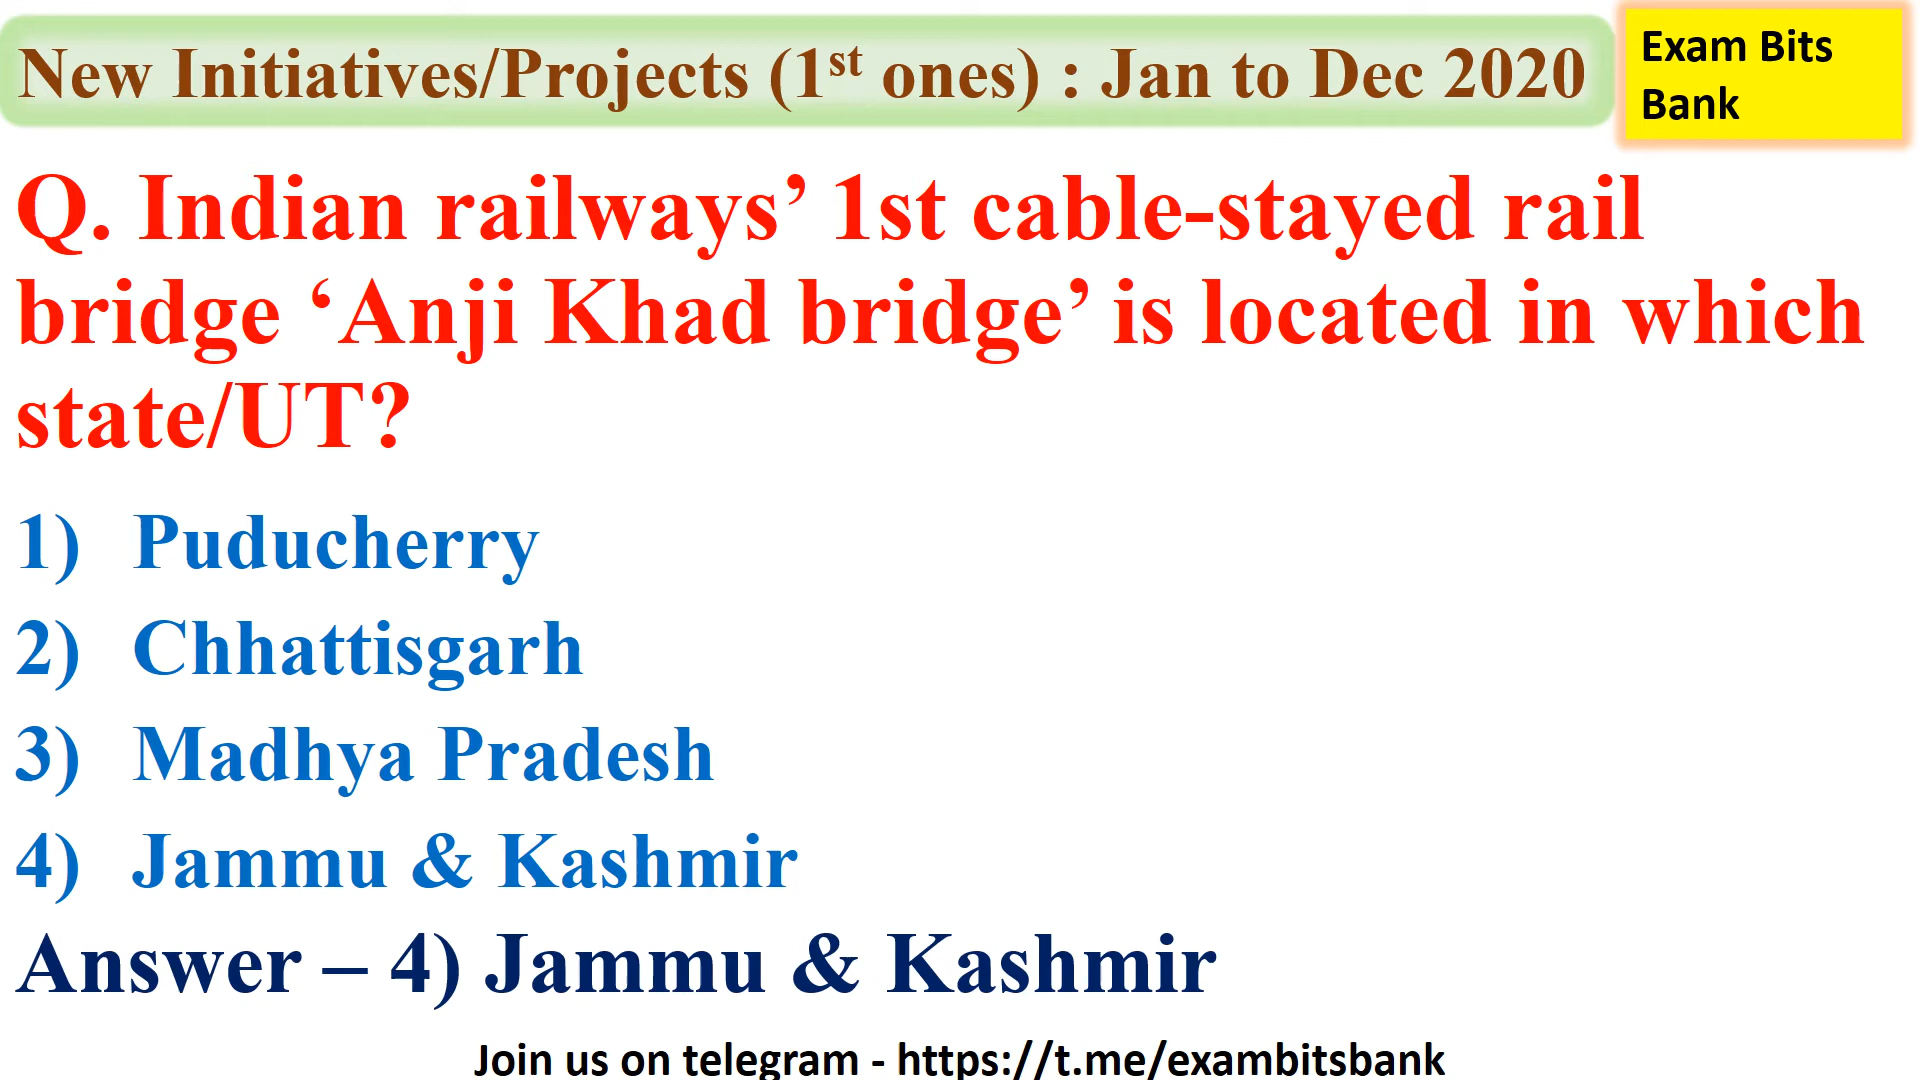 New Initiatives/Projects (1st ones) : Jan to Dec 2020
Exam Bits
Bank
Q. Indian railways’ 1st cable-stayed rail
bridge ‘Anji Khad bridge’ is located in which
state/UT?
1) Puducherry
2) Chhattisgarh
3) Madhya Pradesh
4) Jammu & Kashmir
Answer – 4) Jammu & Kashmir
Join us on telegram - https://t.me/exambitsbank